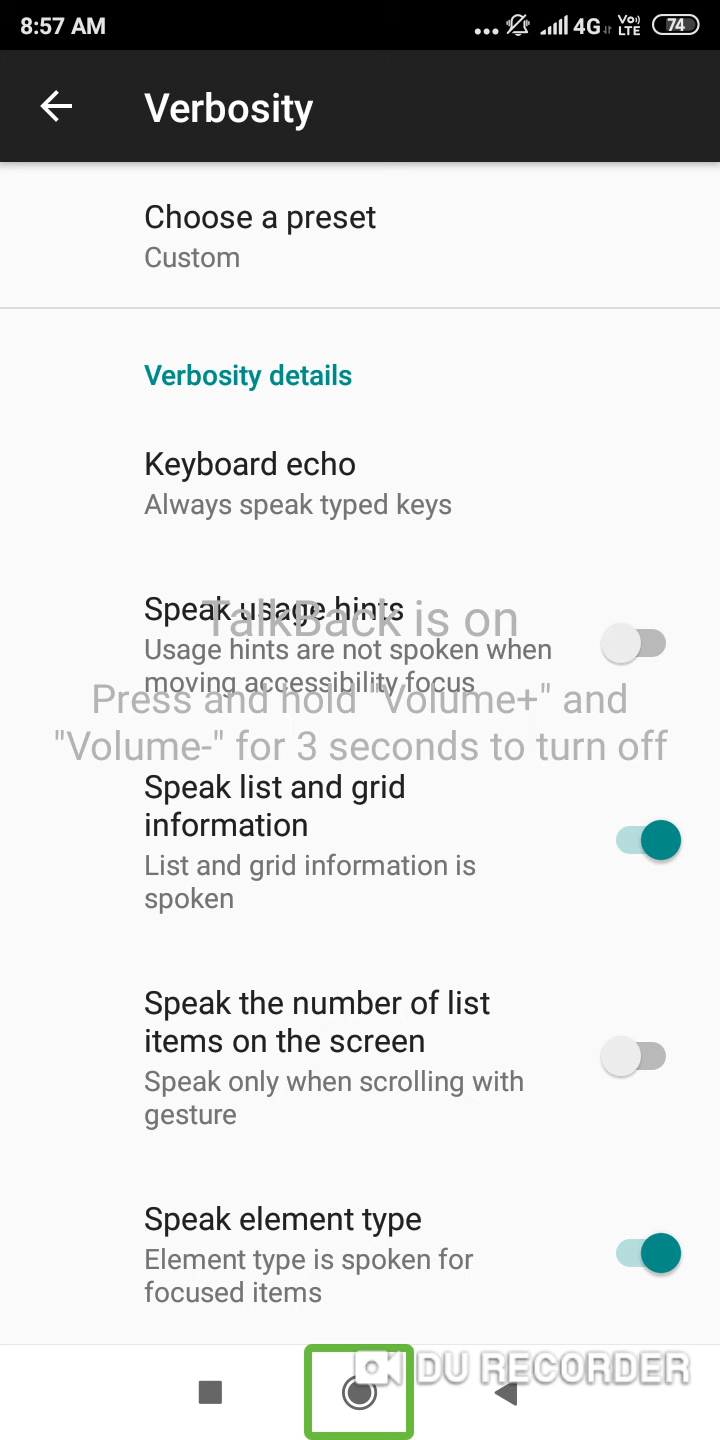 8:57 AM
4G
Vo) LTE
74
Verbosity
Choose a preset
Custom
Verbosity details
Keyboard echo
Always speak typed keys
Speak usage hints
TalkBack is on
Usage hints are not spoken when
moving accessibility focus
Press and hold "Volume+" and
"Volume-" for 3 seconds to turn off
Speak list and grid
information
List and grid information is
spoken
Speak the number of list
items on the screen
Speak only when scrolling with
gesture
Speak element type
Element type is spoken for
focused items
DU RECORDER